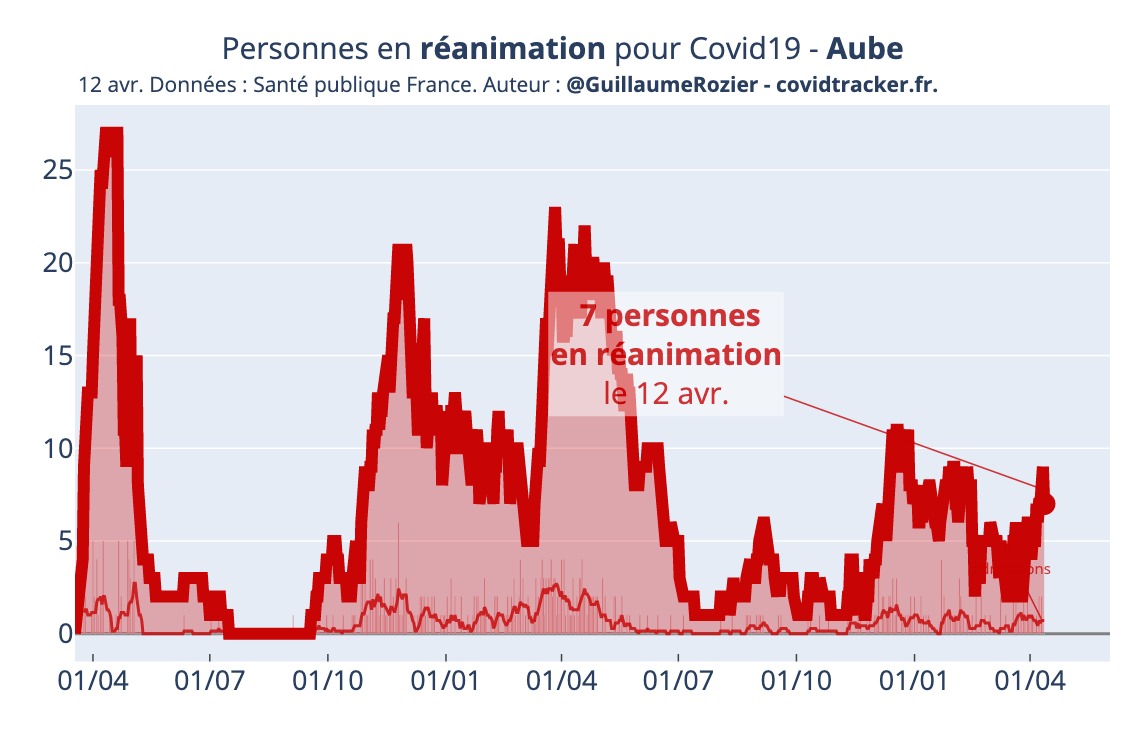 Personnes en réanimation pour Covid19 - Aube
12 avr. Données : Santé publique France. Auteur : @GuillaumeRozier - covidtracker.fr.
25
20
15
10
5
0
7 personnes
en réanimation
le 12 avr.
01/04 01/07 01/10 01/01 01/04 01/07 01/10 01/01 01/04